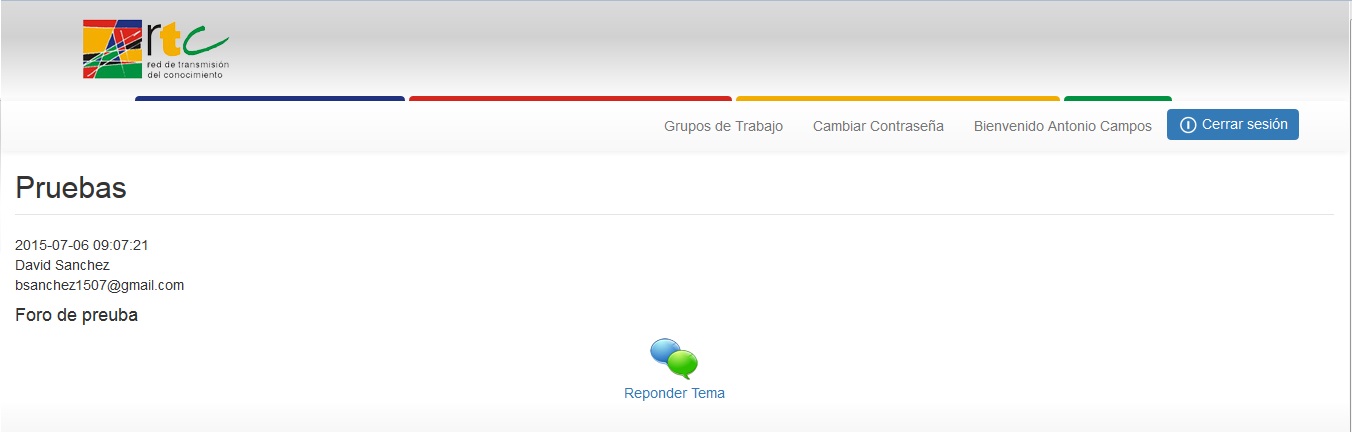 rtc
red de transmisión
del conocimiento
Grupos de Trabajo Cambiar Contraseña Bienvenido Antonio Campos Cerrar sesión
Pruebas
2015-07-06 09:07:21
David Sanchez
bsanchez1507@gmail.com
Foro de preuba
Reponder Tema